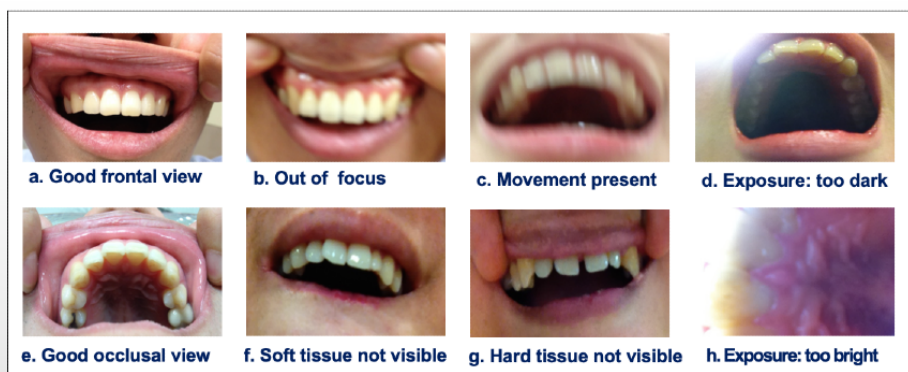 a. Good frontal view
b. Out of focus
c. Movement present
d. Exposure: too dark
e. Good occlusal view
f. Soft tissue not visible
g. Hard tissue not visible
h. Exposure: too bright